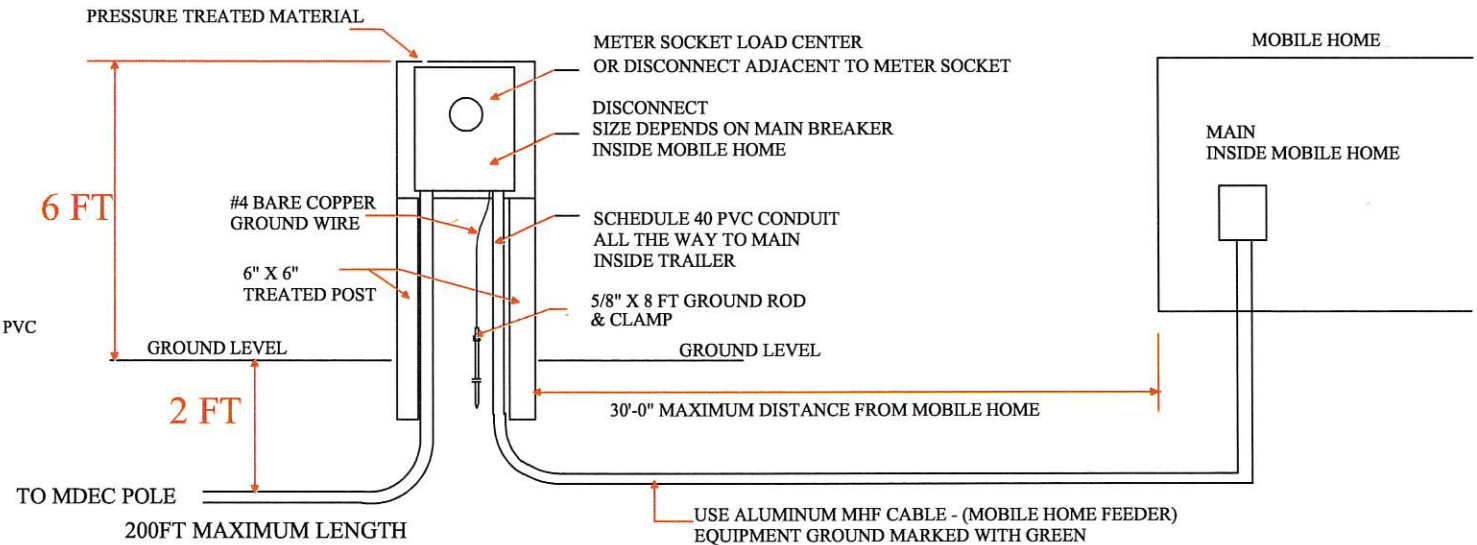 PRESSURE TREATED MATERIAL
METER SOCKET LOAD CENTER
OR DISCONNECT ADJACENT TO METER SOCKET
MOBILE HOME
DISCONNECT
SIZE DEPENDS ON MAIN BREAKER
INSIDE MOBILE HOME
MAIN
INSIDE MOBILE HOME
6 FT
#4 BARE COPPER
GROUND WIRE
SCHEDULE 40 PVC CONDUIT
ALL THE WAY TO MAIN
INSIDE TRAILER
6" X 6"
TREATED POST
5/8" X 8 FT GROUND ROD
& CLAMP
PVC
GROUND LEVEL
GROUND LEVEL
2 FT
30'-0" MAXIMUM DISTANCE FROM MOBILE HOME
TO MDEC POLE
200FT MAXIMUM LENGTH
USE ALUMINUM MHF CABLE - (MOBILE HOME FEEDER)
EQUIPMENT GROUND MARKED WITH GREEN